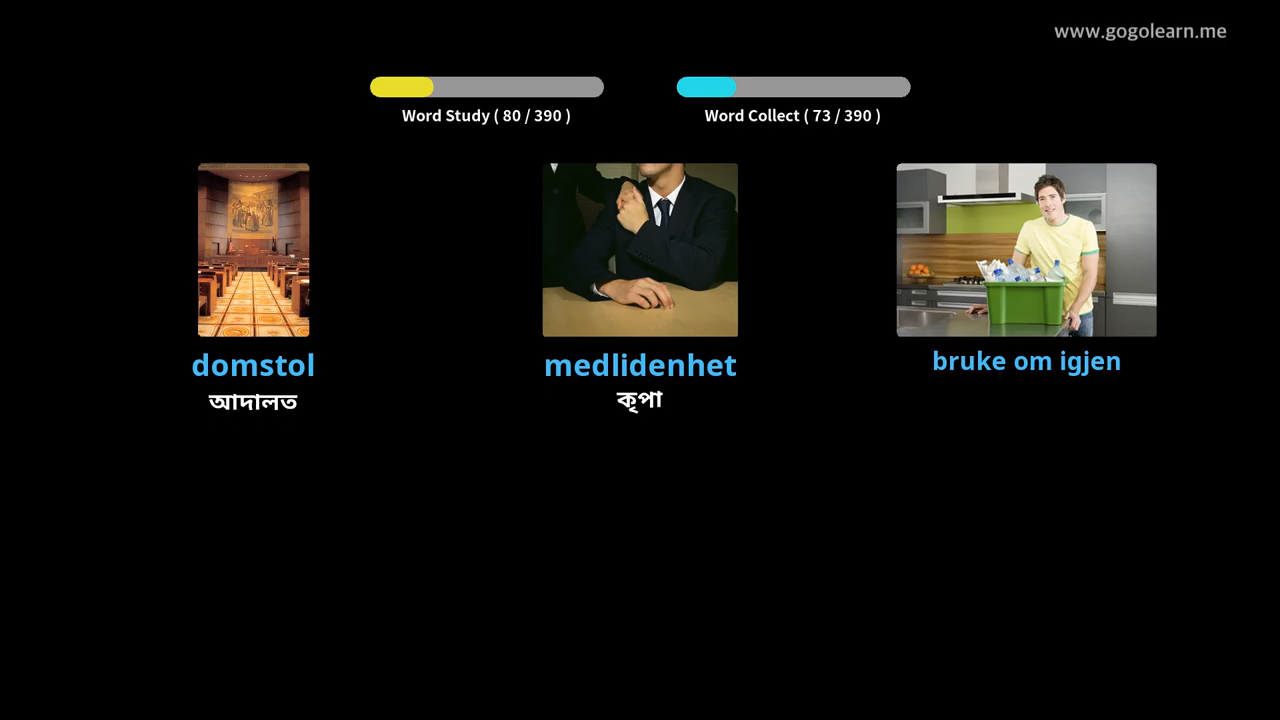 www.gogolearn.me
Word Study ( 80 / 390 )
Word Collect ( 73 / 390 )
domstol
medlidenhet
bruke om igjen
আদালত
কৃপা